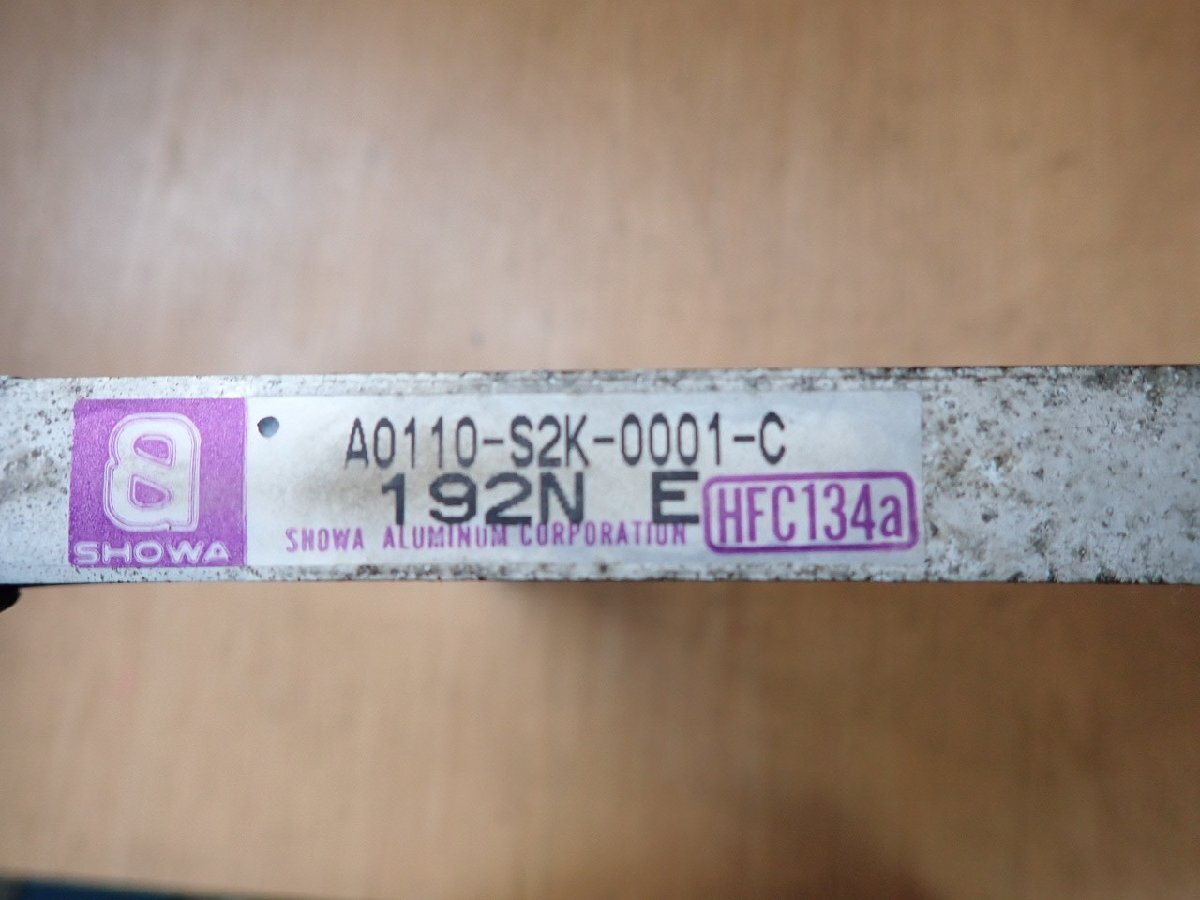 SHOWA
A0110-S2K-0001-C
192N E
SHOWA ALUMINUM CORPORATION
HFC134a